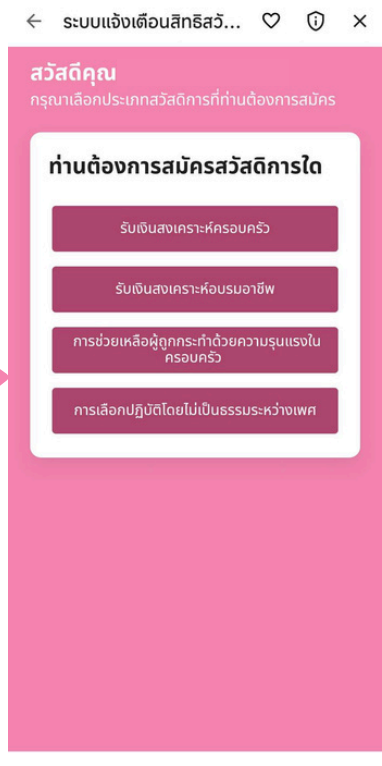 ระบบแจ้งเตือนสิทธิสวั...
สวัสดีคุณ
กรุณาเลือกประเภทสวัสดิการที่ท่านต้องการสมัคร
ท่านต้องการสมัครสวัสดิการใด
รับเงินสงเคราะห์ครอบครัว
รับเงินสงเคราะห์อบรมอาชีพ
การช่วยเหลือผู้ถูกกระทำด้วยความรุนแรงใน
ครอบครัว
การเลือกปฏิบัติโดยไม่เป็นธรรมระหว่างเพศ